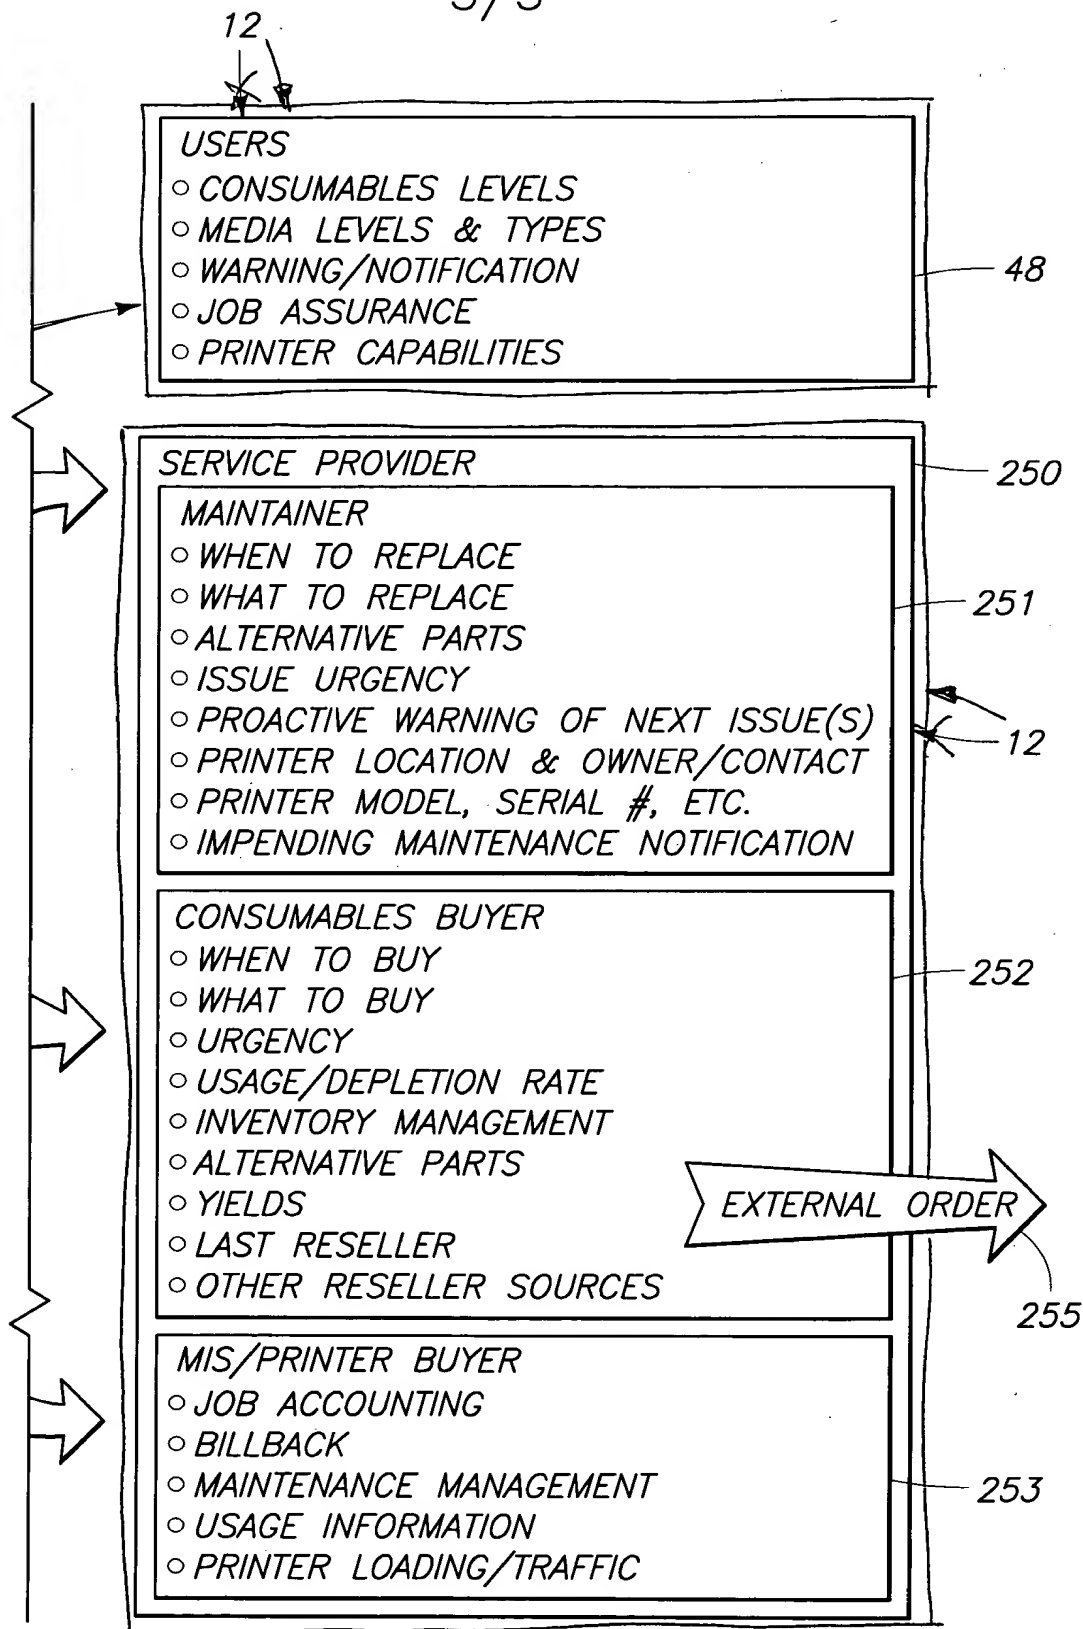 12
USERS
○ CONSUMABLES LEVELS
○ MEDIA LEVELS & TYPES
○ WARNING/NOTIFICATION
○ JOB ASSURANCE
○ PRINTER CAPABILITIES
48
SERVICE PROVIDER
250
MAINTAINER
○ WHEN TO REPLACE
○ WHAT TO REPLACE
○ ALTERNATIVE PARTS
○ ISSUE URGENCY
○ PROACTIVE WARNING OF NEXT ISSUE(S)
○ PRINTER LOCATION & OWNER/CONTACT
○ PRINTER MODEL, SERIAL #, ETC.
○ IMPENDING MAINTENANCE NOTIFICATION
251
12
CONSUMABLES BUYER
○ WHEN TO BUY
○ WHAT TO BUY
○ URGENCY
○ USAGE/DEPLETION RATE
○ INVENTORY MANAGEMENT
○ ALTERNATIVE PARTS
○ YIELDS
○ LAST RESELLER
○ OTHER RESELLER SOURCES
252
EXTERNAL ORDER
255
MIS/PRINTER BUYER
○ JOB ACCOUNTING
○ BILLBACK
○ MAINTENANCE MANAGEMENT
○ USAGE INFORMATION
○ PRINTER LOADING/TRAFFIC
253